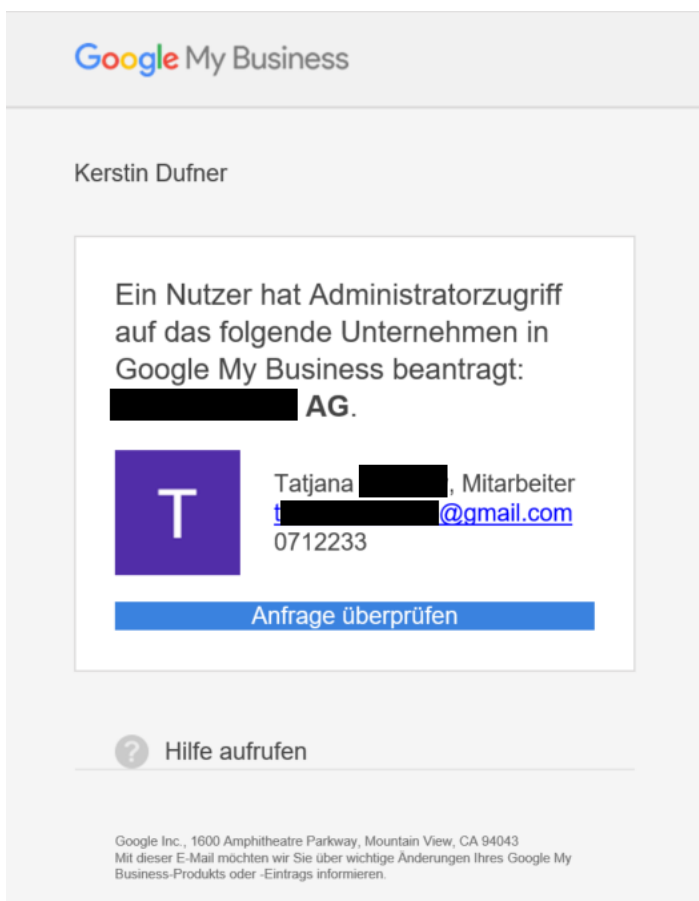 Google My Business
Kerstin Dufner
Ein Nutzer hat Administratorzugriff
auf das folgende Unternehmen in
Google My Business beantragt:
AG.
T
Tatjana , Mitarbeiter
t @gmail.com
0712233
Anfrage überprüfen
? Hilfe aufrufen
Google Inc., 1600 Amphitheatre Parkway, Mountain View, CA 94043
Mit dieser E-Mail möchten wir Sie über wichtige Änderungen Ihres Google My
Business-Produkts oder -Eintrags informieren.